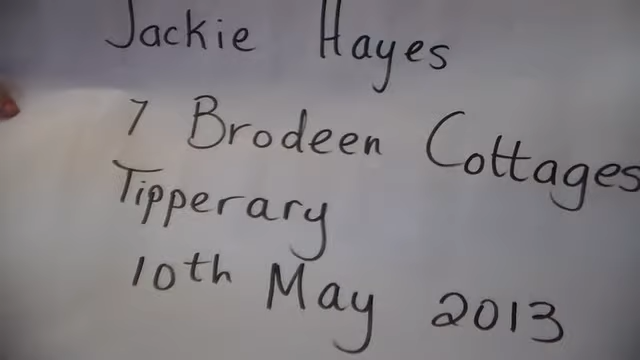 Jackie Hayes
7 Brodeen Cottages
Tipperary
10th May 2013